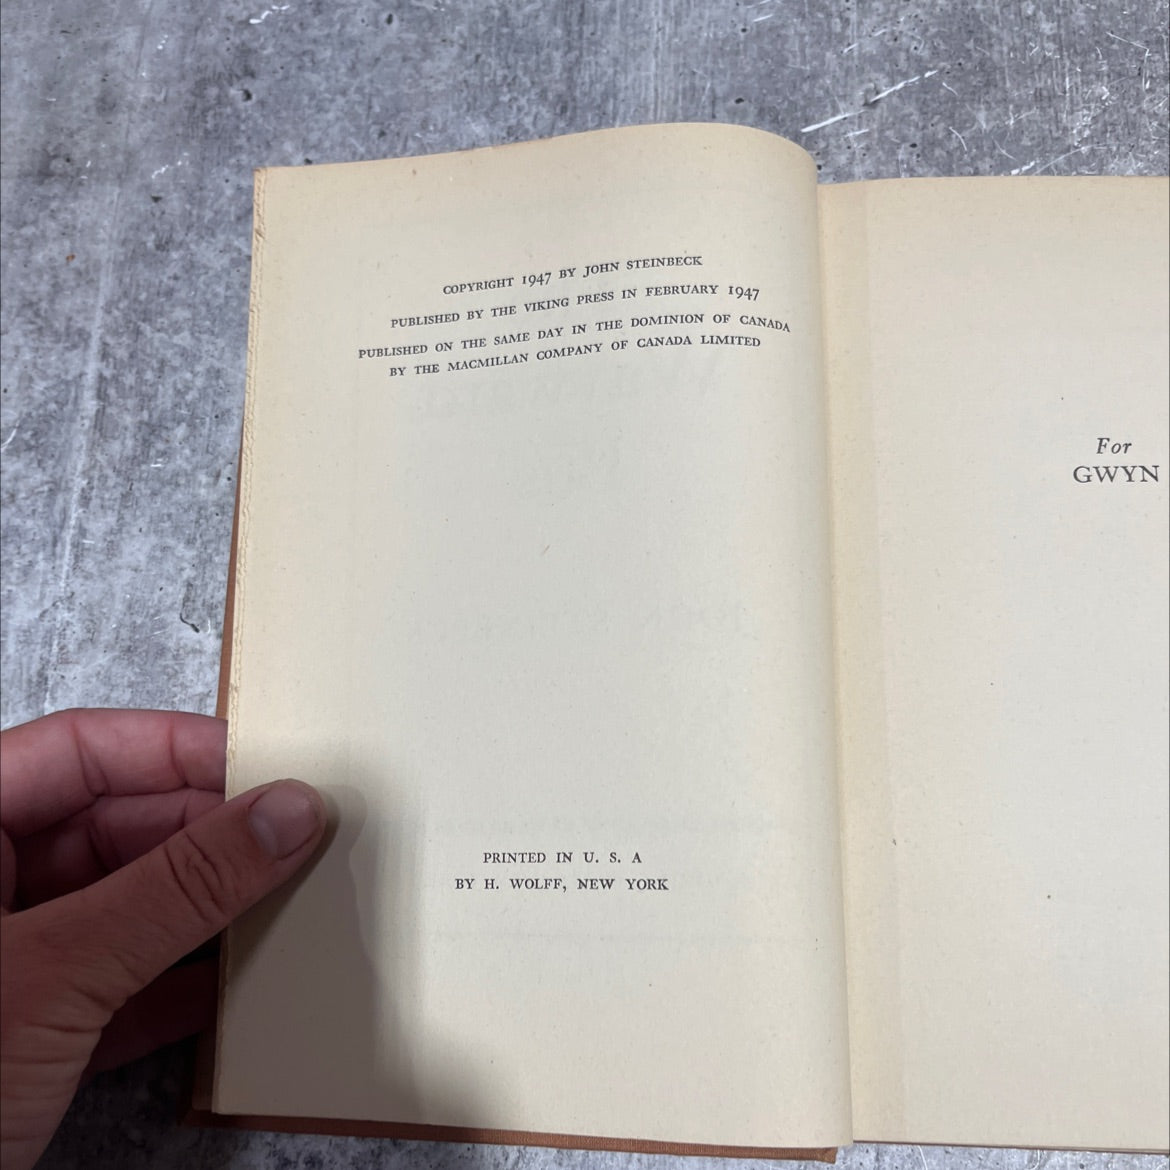 COPYRIGHT 1947 BY JOHN STEINBECK
PUBLISHED BY THE VIKING PRESS IN FEBRUARY 1947
PUBLISHED ON THE SAME DAY IN THE DOMINION OF CANADA
BY THE MACMILLAN COMPANY OF CANADA LIMITED
PRINTED IN U. S. A
BY H. WOLFF, NEW YORK
For
GWYN